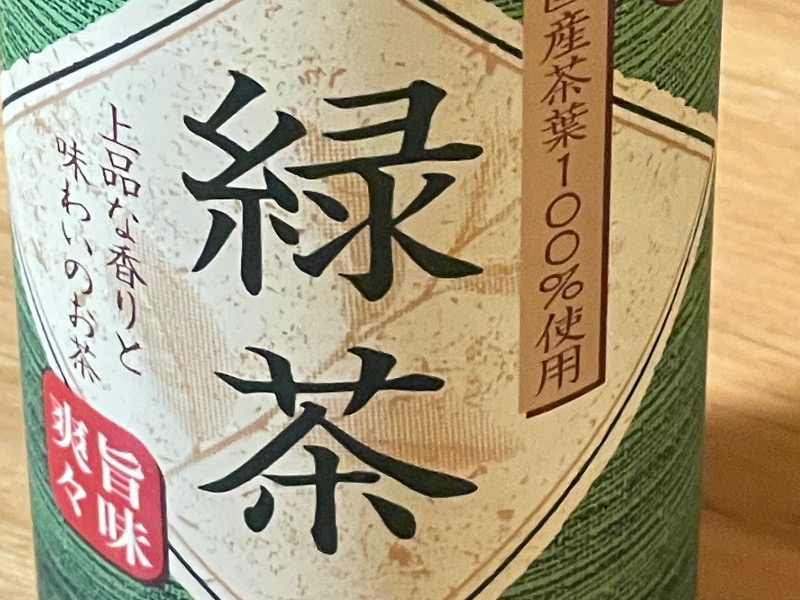 産茶葉100%使用
緑茶
上品な香りと
味わいのお茶
旨味
爽々